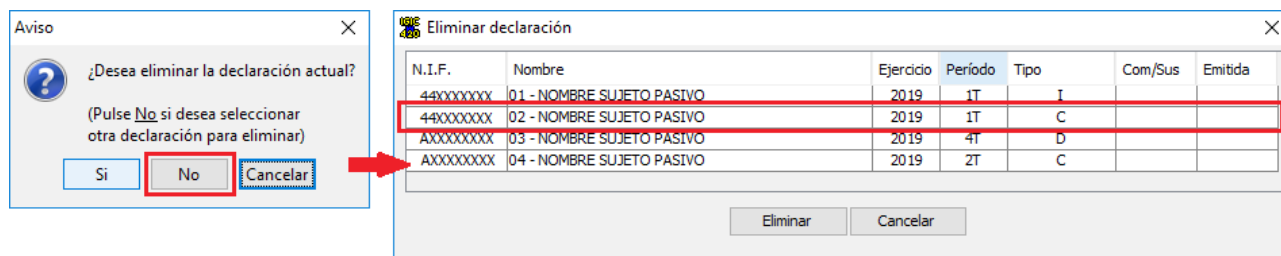 Aviso
¿Desea eliminar la declaración actual?
(Pulse No si desea seleccionar
otra declaración para eliminar)
Si No Cancelar
IGIC
420
Eliminar declaración
N.I.F. Nombre Ejercicio Período Tipo Com/Sus Emitida
44XXXXXXX 01 - NOMBRE SUJETO PASIVO 2019 1T I
44XXXXXXX 02 - NOMBRE SUJETO PASIVO 2019 1T C
AXXXXXXXX 03 - NOMBRE SUJETO PASIVO 2019 4T D
AXXXXXXXX 04 - NOMBRE SUJETO PASIVO 2019 2T C
Eliminar Cancelar